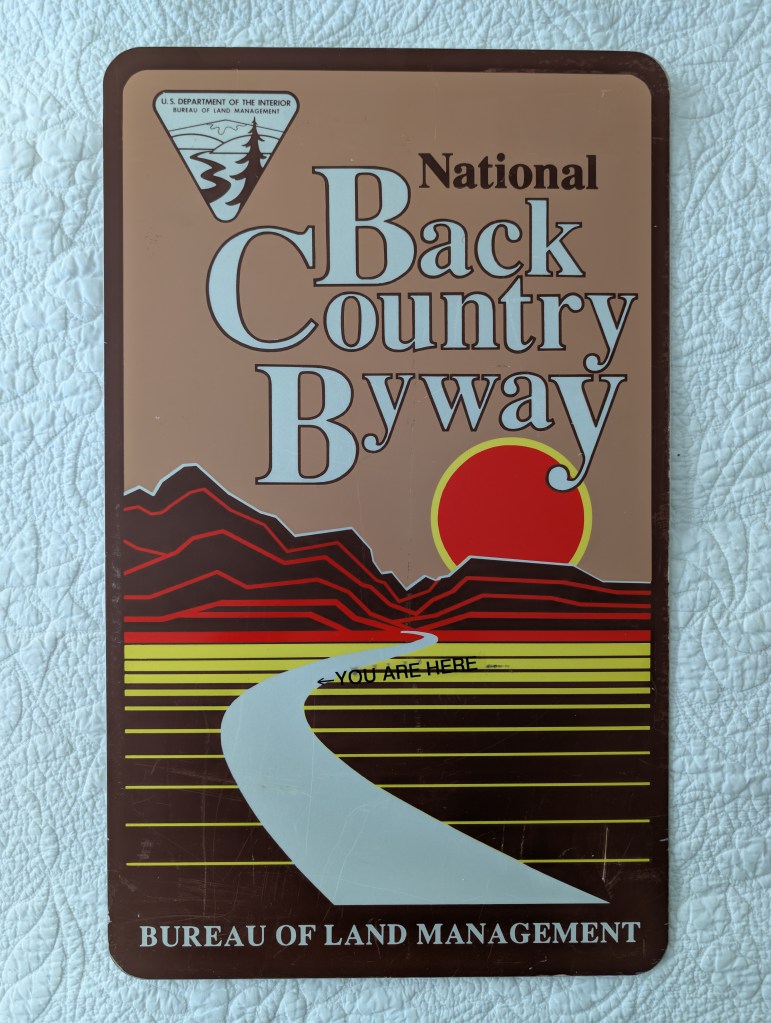 U.S. DEPARTMENT OF THE INTERIOR
BUREAU OF LAND MANAGEMENT
National
Back
Country
Byway
←YOU ARE HERE
BUREAU OF LAND MANAGEMENT